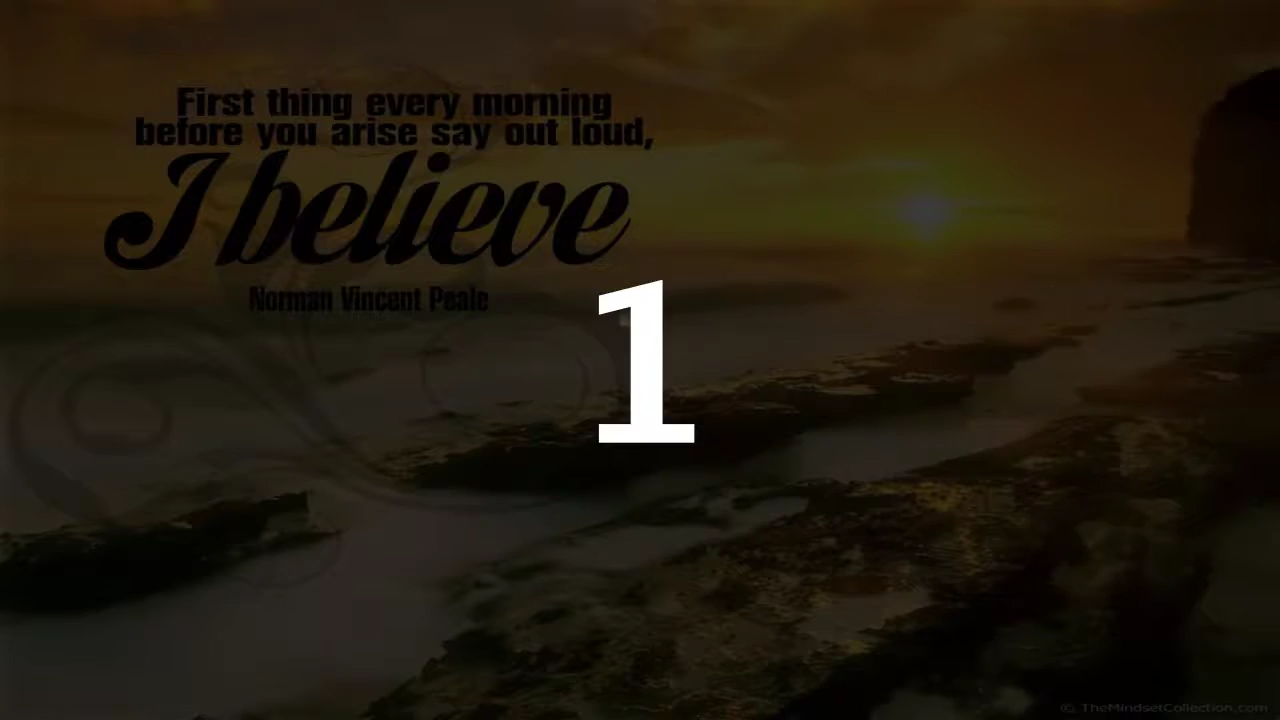 First thing every morning
before you arise say out loud,
I believe
Norman Vincent Peale
1
© TheMindsetCollection.com